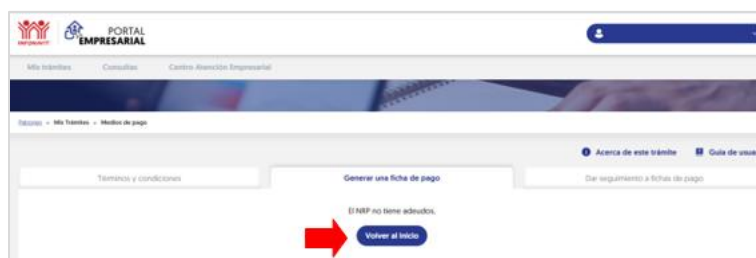 INFONAVIT
PORTAL
EMPRESARIAL
Mis trámites Consultas Centro Atención Empresarial
Patrones Mis Trámites Medios de pago
Acerca de este trámite Guía de usua
Términos y condiciones Generar una ficha de pago Dar seguimiento a fichas de pago
El NRP no tiene adeudos.
Volver al inicio